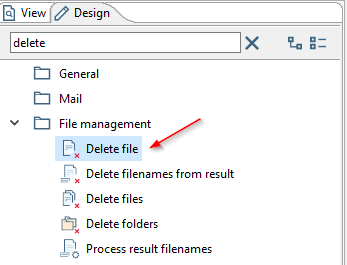 View Design
delete
General
Mail
File management
Delete file
Delete filenames from result
Delete files
Delete folders
Process result filenames